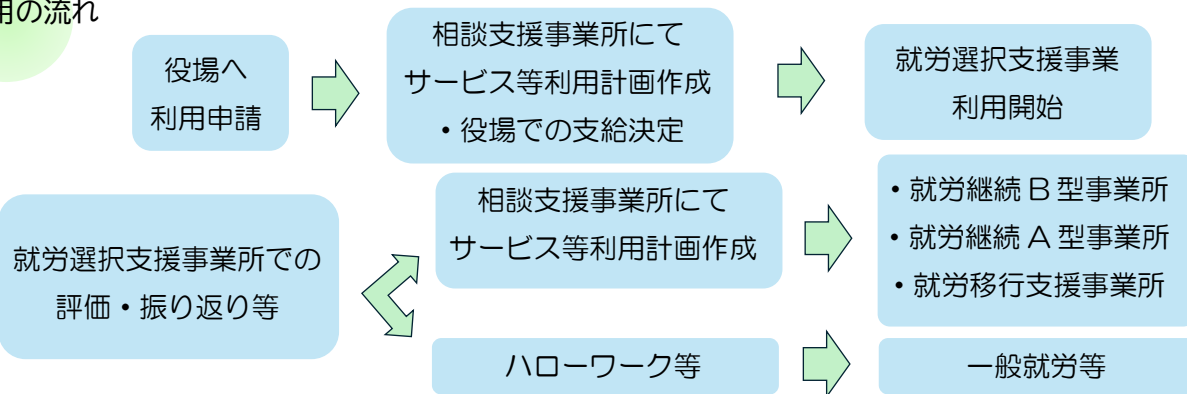 用の流れ
役場へ
利用申請
相談支援事業所にて
サービス等利用計画作成
・役場での支給決定
就労選択支援事業
利用開始
就労選択支援事業所での
評価・振り返り等
相談支援事業所にて
サービス等利用計画作成
・就労継続B型事業所
・就労継続A型事業所
・就労移行支援事業所
ハローワーク等
一般就労等